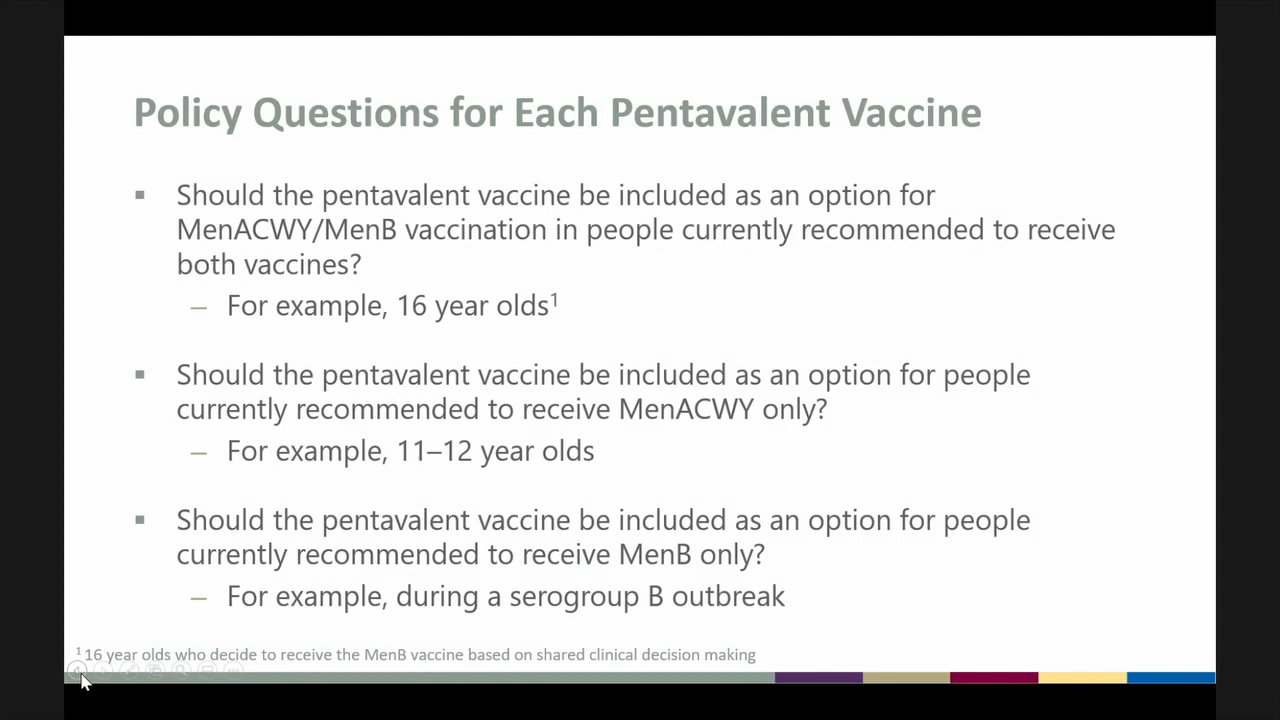 Policy Questions for Each Pentavalent Vaccine
▪ Should the pentavalent vaccine be included as an option for
MenACWY/MenB vaccination in people currently recommended to receive
both vaccines?
– For example, 16 year olds¹
▪ Should the pentavalent vaccine be included as an option for people
currently recommended to receive MenACWY only?
– For example, 11–12 year olds
▪ Should the pentavalent vaccine be included as an option for people
currently recommended to receive MenB only?
– For example, during a serogroup B outbreak
¹ 16 year olds who decide to receive the MenB vaccine based on shared clinical decision making